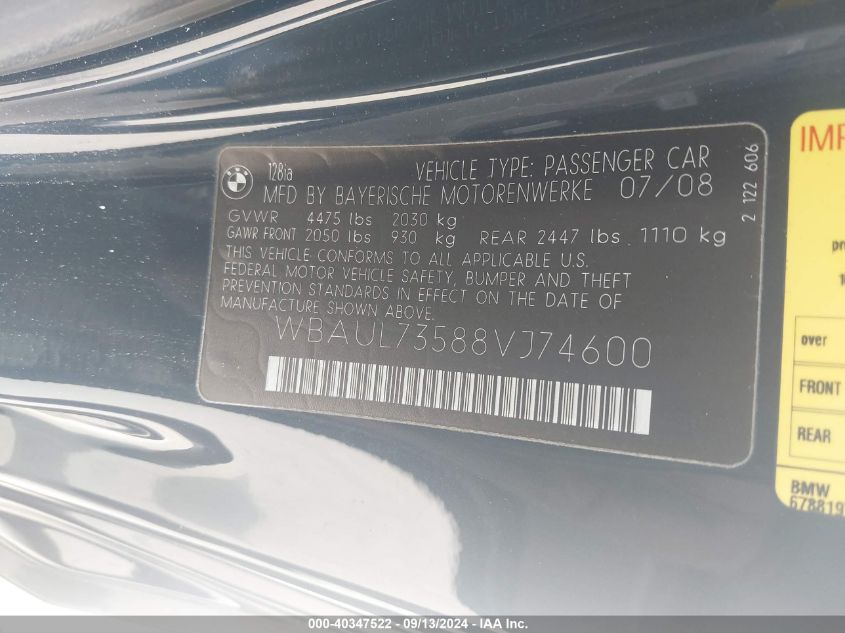 128ia
VEHICLE TYPE: PASSENGER CAR
MFD BY BAYERISCHE MOTORENWERKE 07/08
GVWR 4475 lbs 2030 kg
GAWR FRONT 2050 lbs 930 kg REAR 2447 lbs 1110 kg
THIS VEHICLE CONFORMS TO ALL APPLICABLE U.S.
FEDERAL MOTOR VEHICLE SAFETY, BUMPER AND THEFT
PREVENTION STANDARDS IN EFFECT ON THE DATE OF
MANUFACTURE SHOWN ABOVE.
WBAUL73588VJ74600
2 122 606
over
FRONT
REAR
BMW
678819
000-40347522 - 09/13/2024 - IAA Inc.